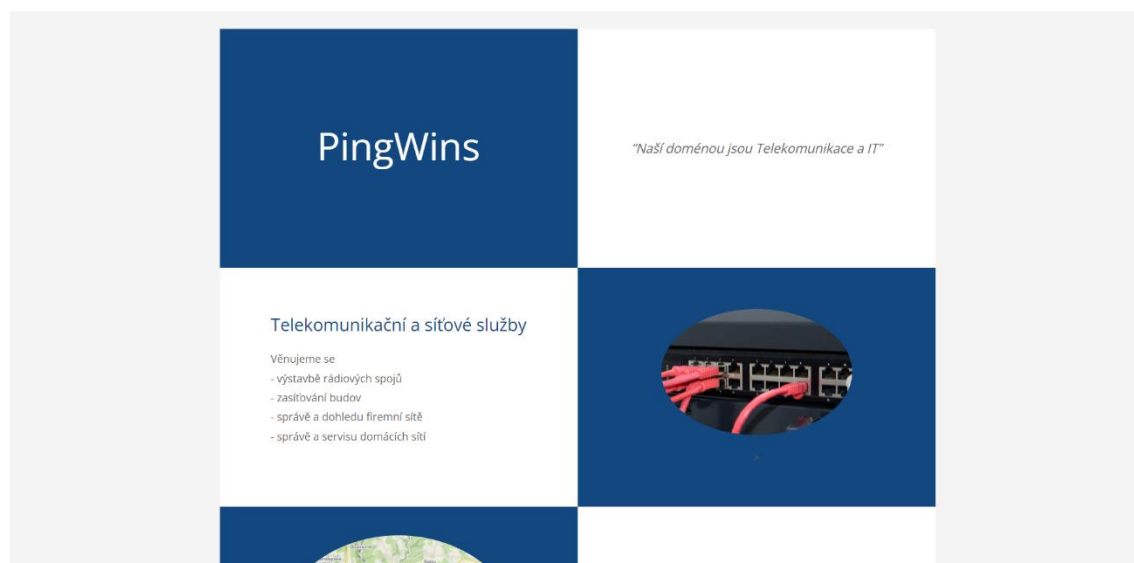 PingWins
"Naší doménou jsou Telekomunikace a IT"
Telekomunikační a síťové služby
Věnujeme se
- výstavbě rádiových spojů
- zasíťování budov
- správě a dohledu firemní sítě
- správě a servisu domácích sítí
>